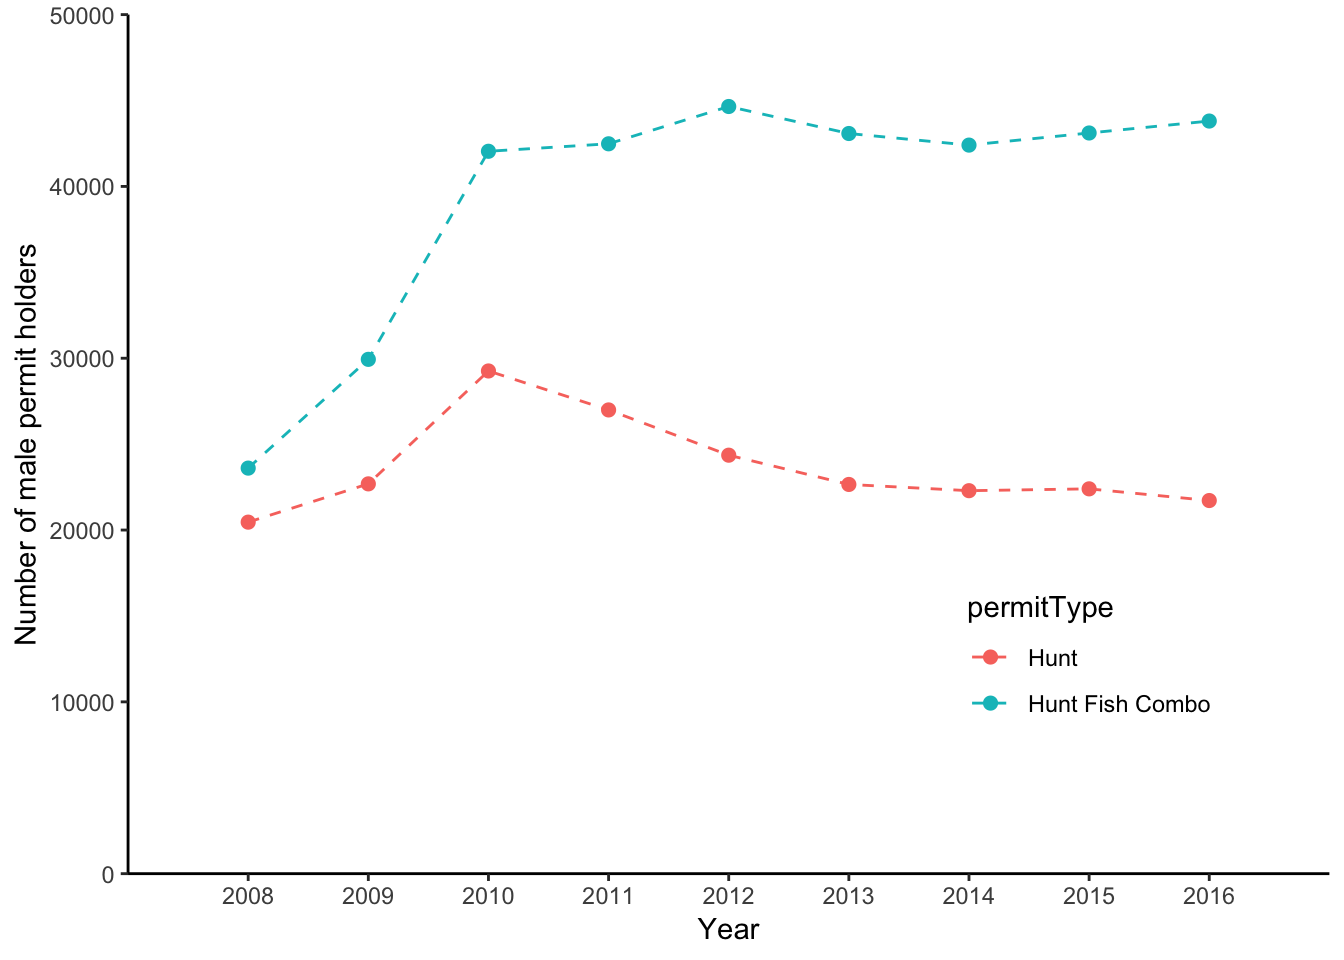 50000
40000
30000
20000
10000
0
Number of male permit holders
permitType
Hunt
Hunt Fish Combo
2008 2009 2010 2011 2012 2013 2014 2015 2016
Year